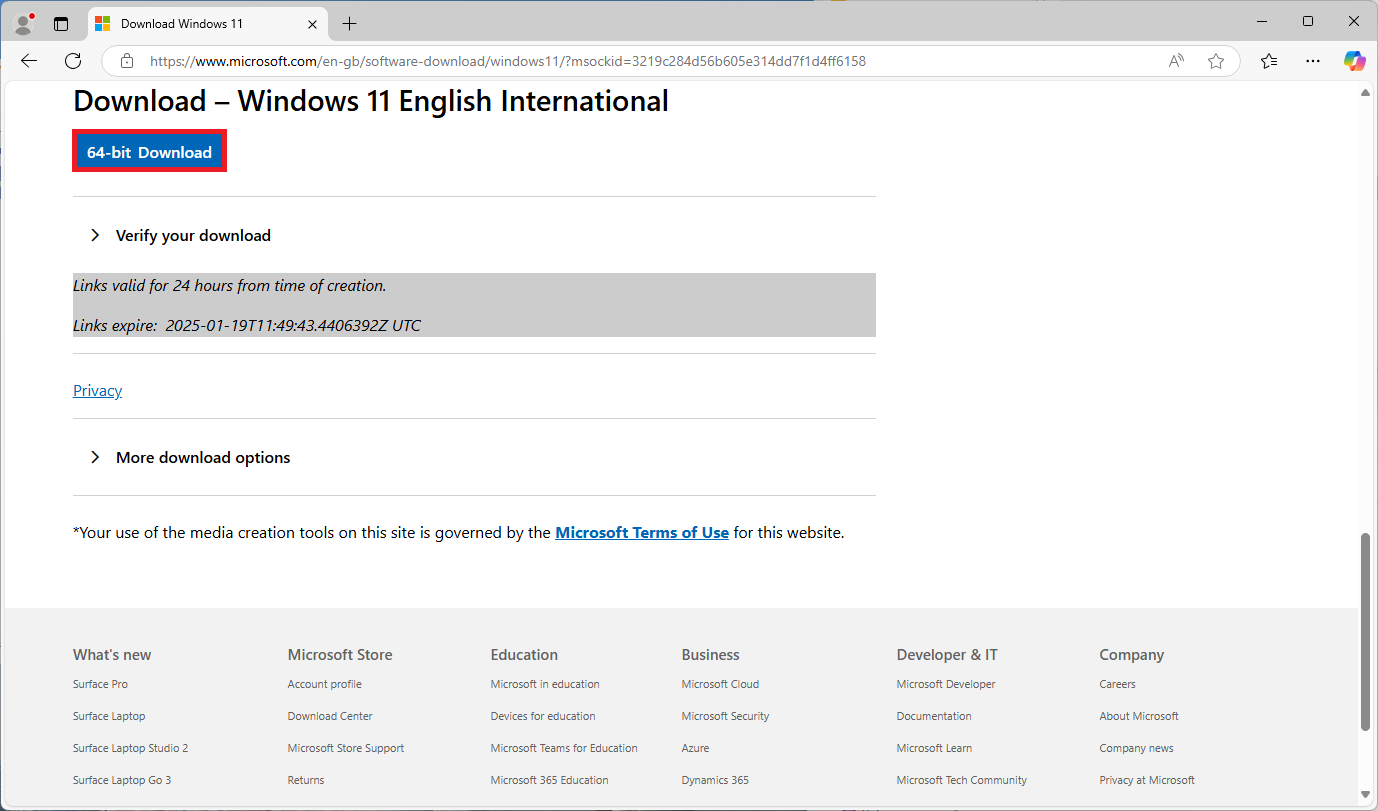 Download Windows 11
https://www.microsoft.com/en-gb/software-download/windows11/?msockid=3219c284d56b605e314dd7f1d4ff6158
Download – Windows 11 English International
64-bit Download
Verify your download
Links valid for 24 hours from time of creation.
Links expire: 2025-01-19T11:49:43.4406392Z UTC
Privacy
More download options
*Your use of the media creation tools on this site is governed by the Microsoft Terms of Use for this website.
What's new
Surface Pro
Surface Laptop
Surface Laptop Studio 2
Surface Laptop Go 3
Microsoft Store
Account profile
Download Center
Microsoft Store Support
Returns
Education
Microsoft in education
Devices for education
Microsoft Teams for Education
Microsoft 365 Education
Business
Microsoft Cloud
Microsoft Security
Azure
Dynamics 365
Developer & IT
Microsoft Developer
Documentation
Microsoft Learn
Microsoft Tech Community
Company
Careers
About Microsoft
Company news
Privacy at Microsoft